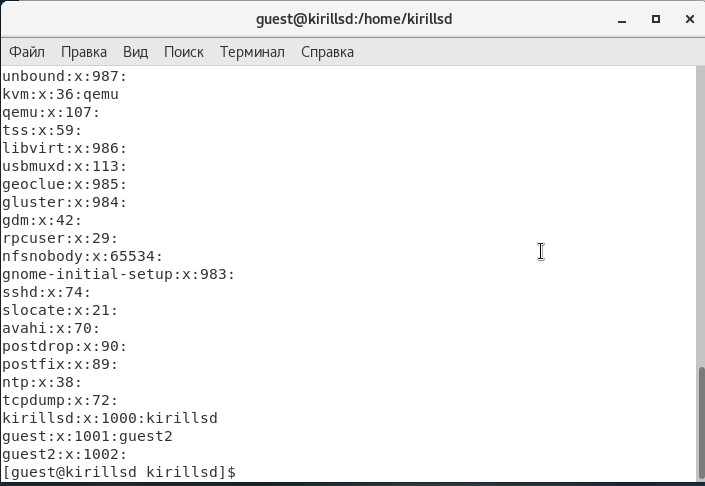 guest@kirillsd:/home/kirillsd
Файл Правка Вид Поиск Терминал Справка
unbound:x:987:
kvm:x:36:qemu
qemu:x:107:
tss:x:59:
libvirt:x:986:
usbmuxd:x:113:
geoclue:x:985:
gluster:x:984:
gdm:x:42:
rpcuser:x:29:
nfsnobody:x:65534:
gnome-initial-setup:x:983:
sshd:x:74:
slocate:x:21:
avahi:x:70:
postdrop:x:90:
postfix:x:89:
ntp:x:38:
tcpdump:x:72:
kirillsd:x:1000:kirillsd
guest:x:1001:guest2
guest2:x:1002:
[guest@kirillsd kirillsd]$